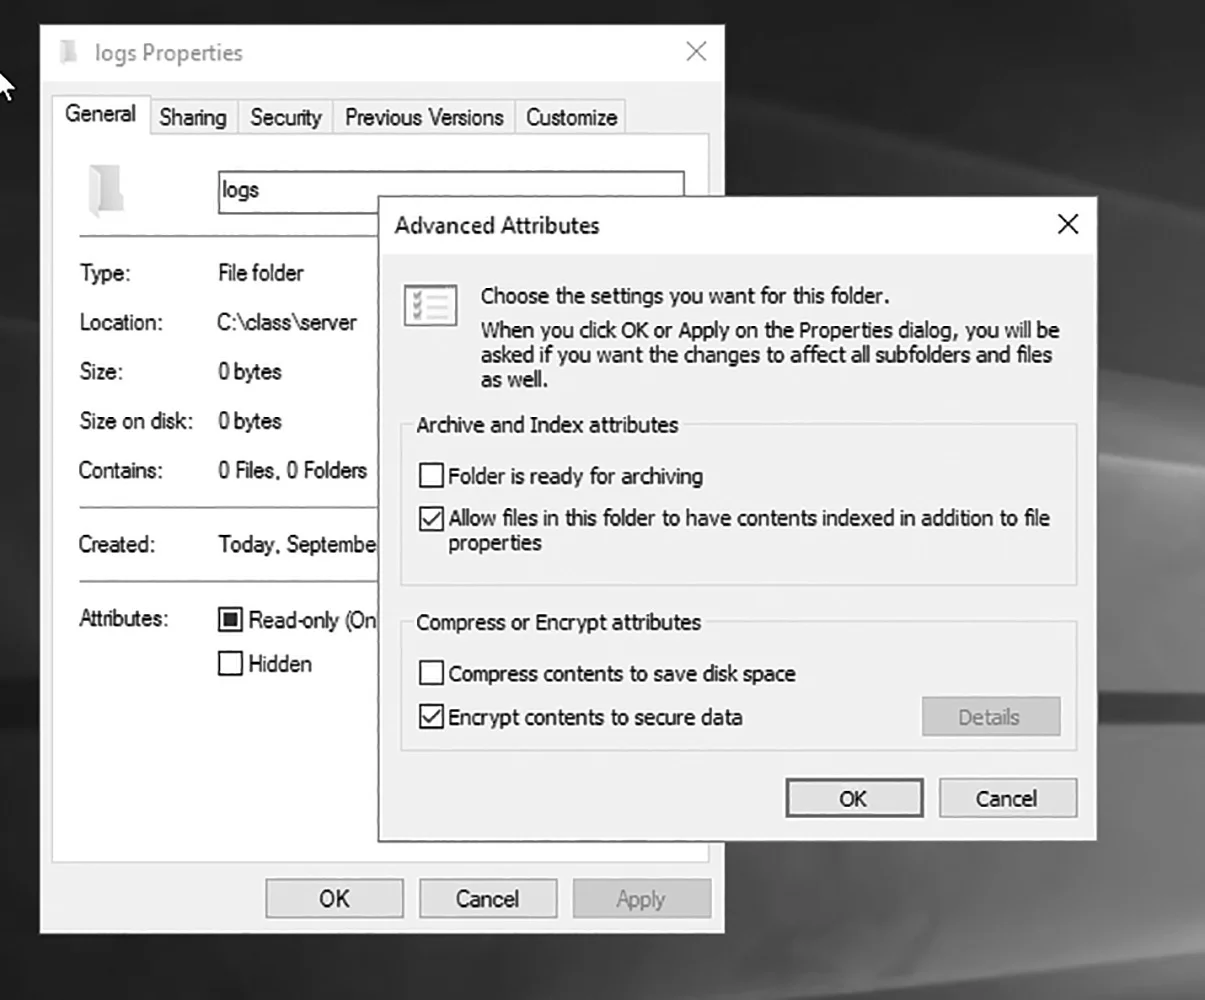 logs Properties
General
Sharing
Security
Previous Versions
Customize
logs
Type: File folder
Location: C:\class\server
Size: 0 bytes
Size on disk: 0 bytes
Contains: 0 Files, 0 Folders
Created: Today, Septembe
Attributes: Read-only (On
Hidden
OK
Cancel
Apply
Advanced Attributes
Choose the settings you want for this folder.
When you click OK or Apply on the Properties dialog, you will be
asked if you want the changes to affect all subfolders and files
as well.
Archive and Index attributes
Folder is ready for archiving
Allow files in this folder to have contents indexed in addition to file
properties
Compress or Encrypt attributes
Compress contents to save disk space
Encrypt contents to secure data
Details
OK
Cancel